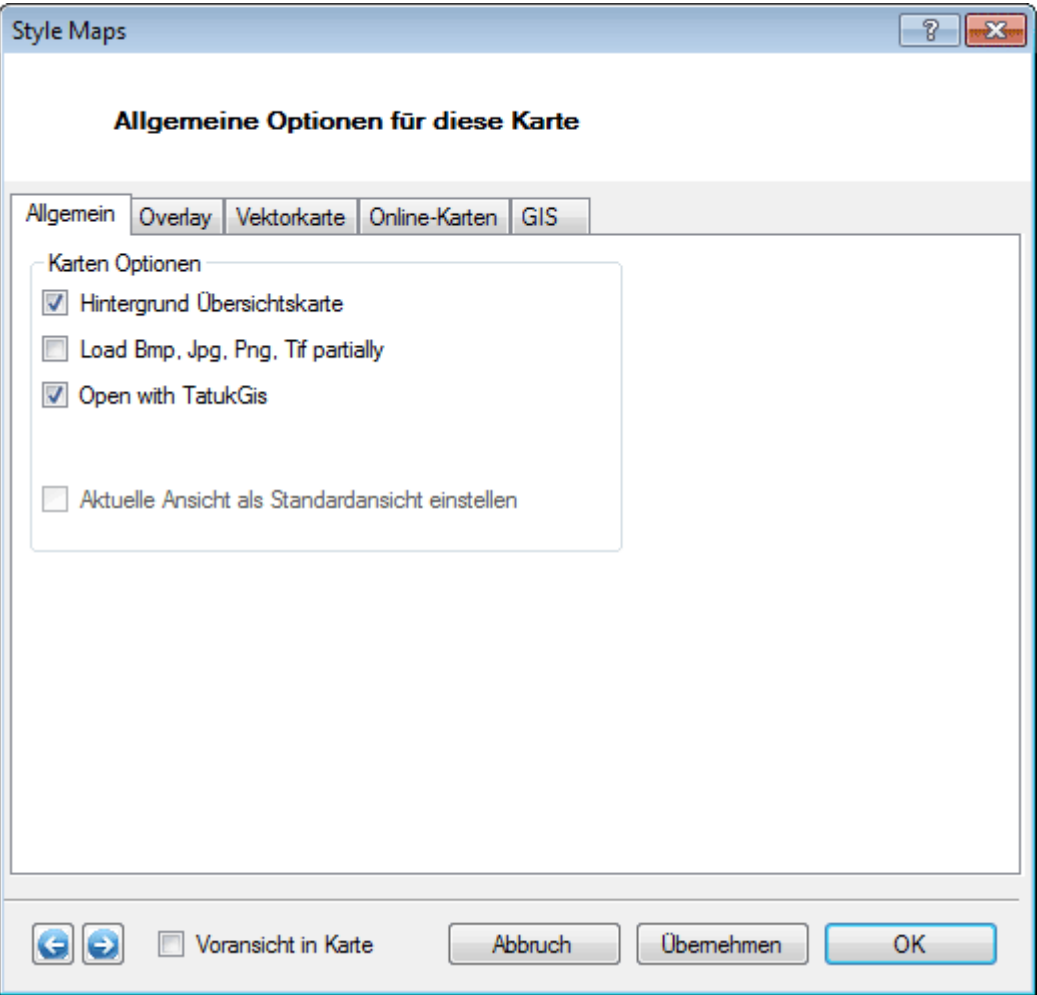 Style Maps
Allgemeine Optionen für diese Karte
Allgemein Overlay Vektorkarte Online-Karten GIS
Karten Optionen
Hintergrund Übersichtskarte
Load Bmp, Jpg, Png, Tif partially
Open with TatukGis
Aktuelle Ansicht als Standardansicht einstellen
Voransicht in Karte Abbruch Übernehmen OK